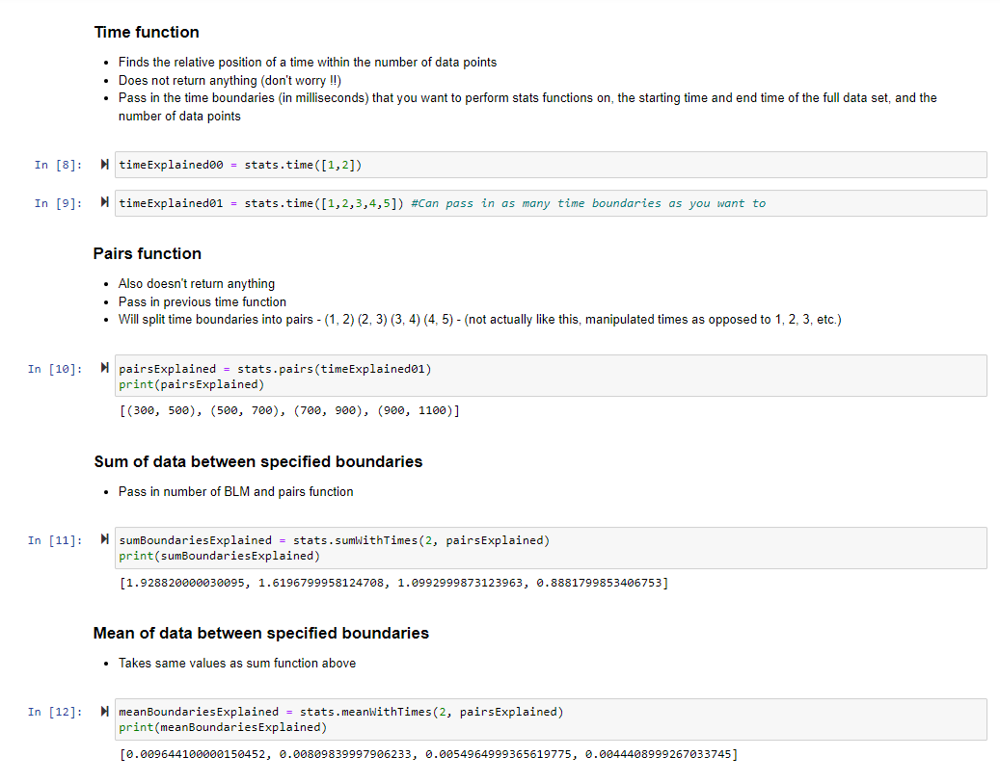 Time function
• Finds the relative position of a time within the number of data points
• Does not return anything (don't worry !!)
• Pass in the time boundaries (in milliseconds) that you want to perform stats functions on, the starting time and end time of the full data set, and the
number of data points
In [8]: timeExplained00 = stats.time([1,2])
In [9]: timeExplained01 = stats.time([1,2,3,4,5]) #Can pass in as many time boundaries as you want to
Pairs function
• Also doesn't return anything
• Pass in previous time function
• Will split time boundaries into pairs - (1, 2) (2, 3) (3, 4) (4, 5) - (not actually like this, manipulated times as opposed to 1, 2, 3, etc.)
In [10]: pairsExplained = stats.pairs(timeExplained01)
print(pairsExplained)
[(300, 500), (500, 700), (700, 900), (900, 1100)]
Sum of data between specified boundaries
• Pass in number of BLM and pairs function
In [11]: sumBoundariesExplained = stats.sumWithTimes(2, pairsExplained)
print(sumBoundariesExplained)
[1.928820000030095, 1.6196799958124708, 1.0992999873123963, 0.8881799853406753]
Mean of data between specified boundaries
• Takes same values as sum function above
In [12]: meanBoundariesExplained = stats.meanWithTimes(2, pairsExplained)
print(meanBoundariesExplained)
[0.009644100000150452, 0.00809839997906233, 0.0054964999365619775, 0.0044408999267033745]